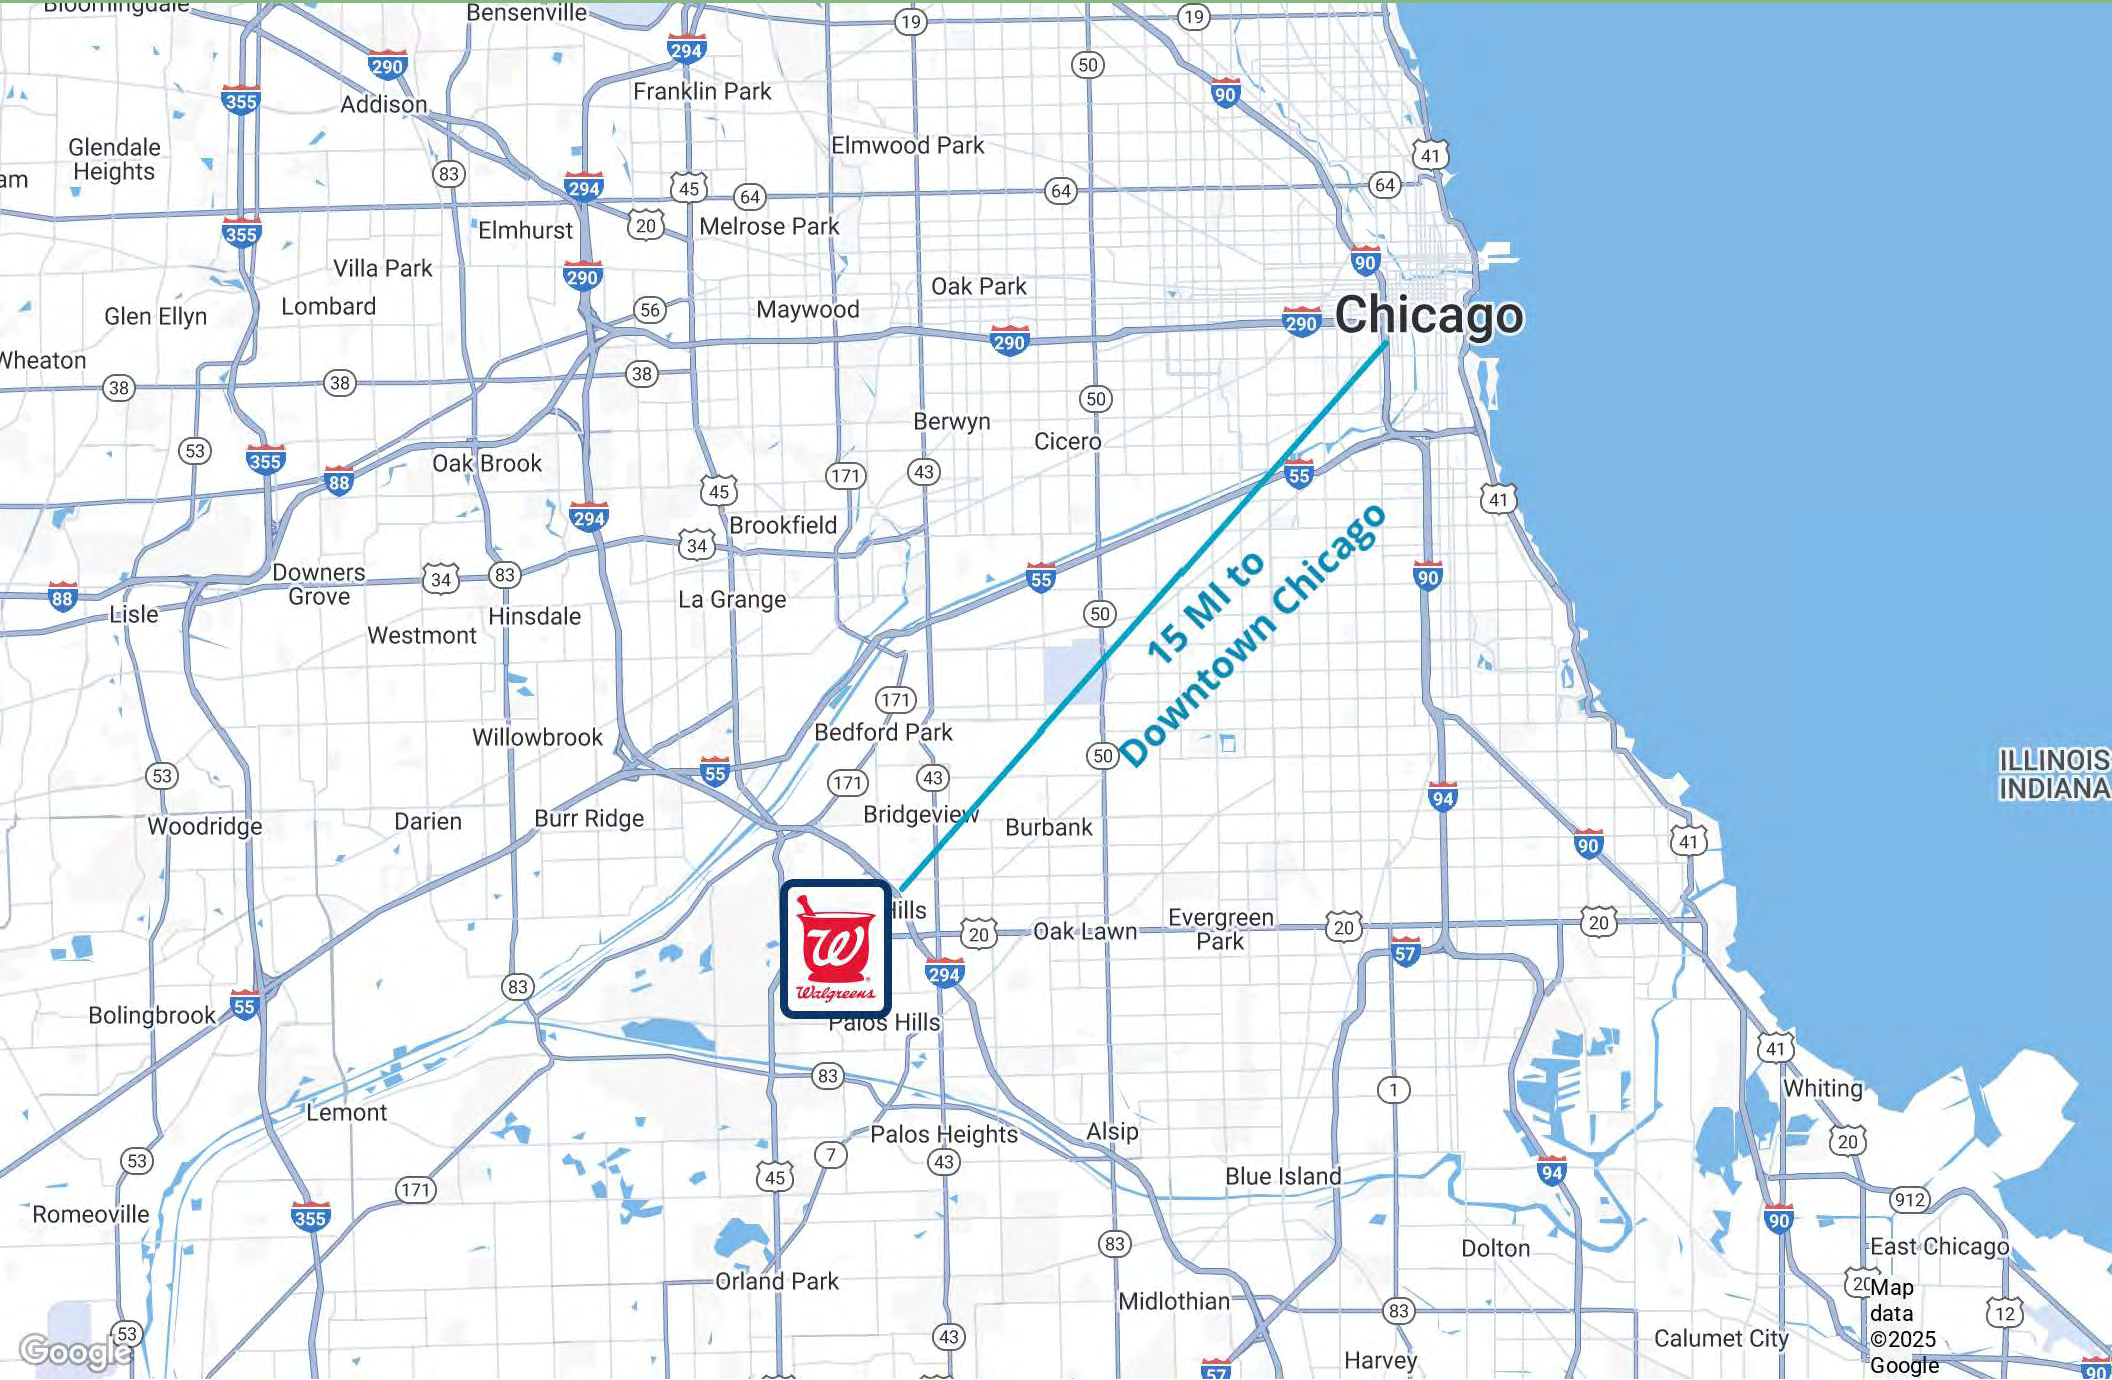 Bloomingdale
Bensenville
19
19
294
290
50
355
Franklin Park
90
Addison
Glendale
Heights
Elmwood Park
41
83
am
294
45
64
64
64
355
Elmhurst
20
Melrose Park
Villa Park
290
90
Oak Park
Glen Ellyn
Lombard
56
Maywood
290
Chicago
290
Wheaton
38
38
38
50
Berwyn
Cicero
53
355
Oak Brook
88
171
43
55
45
41
294
Brookfield
34
15 MI to
Downtown Chicago
Downers
Grove
34
83
55
90
88
Lisle
La Grange
50
Hinsdale
Westmont
171
Willowbrook
Bedford Park
50
ILLINOIS
INDIANA
53
55
171
43
94
Woodridge
Darien
Burr Ridge
Bridgeview
Burbank
90
41
Hills
W
Walgreens
20
Oak Lawn
Evergreen
Park
20
20
57
294
83
55
Bolingbrook
Palos Hills
41
83
1
Whiting
Lemont
Palos Heights
Alsip
20
53
7
43
45
Blue Island
94
171
912
Romeoville
355
90
83
Dolton
East Chicago
Orland Park
20
Map
data
©2025
Google
Midlothian
83
12
53
43
Calumet City
Google
Harvey
57
90